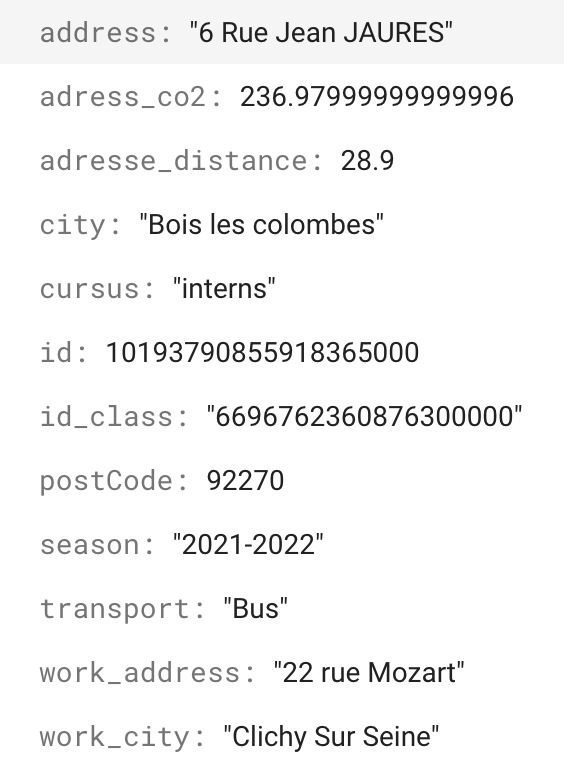 address: "6 Rue Jean JAURES"
adress_co2: 236.97999999999996
adresse_distance: 28.9
city: "Bois les colombes"
cursus: "interns"
id: 10193790855918365000
id_class: "6696762360876300000"
postCode: 92270
season: "2021-2022"
transport: "Bus"
work_address: "22 rue Mozart"
work_city: "Clichy Sur Seine"